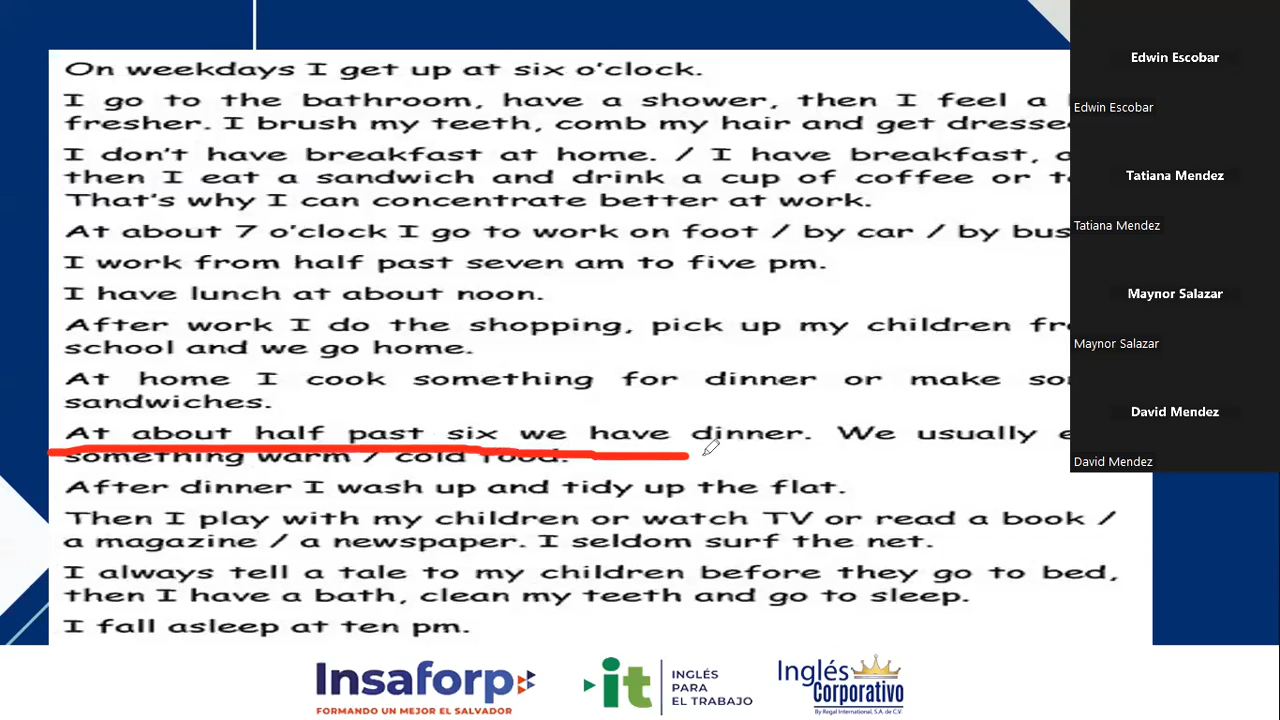 On weekdays I get up at six o'clock.
I go to the bathroom, have a shower, then I feel a
fresher. I brush my teeth, comb my hair and get
I don't have breakfast at home. / I have breakfast,
then I eat a sandwich and drink a cup of coffee or
That's why I can concentrate better at work.
At about 7 o'clock I go to work on foot / by car / by bus
I work from half past seven am to five pm.
I have lunch at about noon.
After work I do the shopping, pick up my children
school and we go home.
At home I cook something for dinner or make
sandwiches.
At about half past six we have dinner. We usually
something warm / cold food.
After dinner I wash up and tidy up the flat.
Then I play with my children or watch TV or read a book /
a magazine / a newspaper. I seldom surf the net.
I always tell a tale to my children before they go to bed,
then I have a bath, clean my teeth and go to sleep.
I fall asleep at ten pm.
Edwin Escobar
Edwin Escobar
Tatiana Mendez
Tatiana Mendez
Maynor Salazar
Maynor Salazar
David Mendez
David Mendez
Insaforp
FORMANDO UN MEJOR EL SALVADOR
it
INGLÉS
PARA
EL TRABAJO
Inglés
Corporativo
By Regal International, S.A. de C.V.